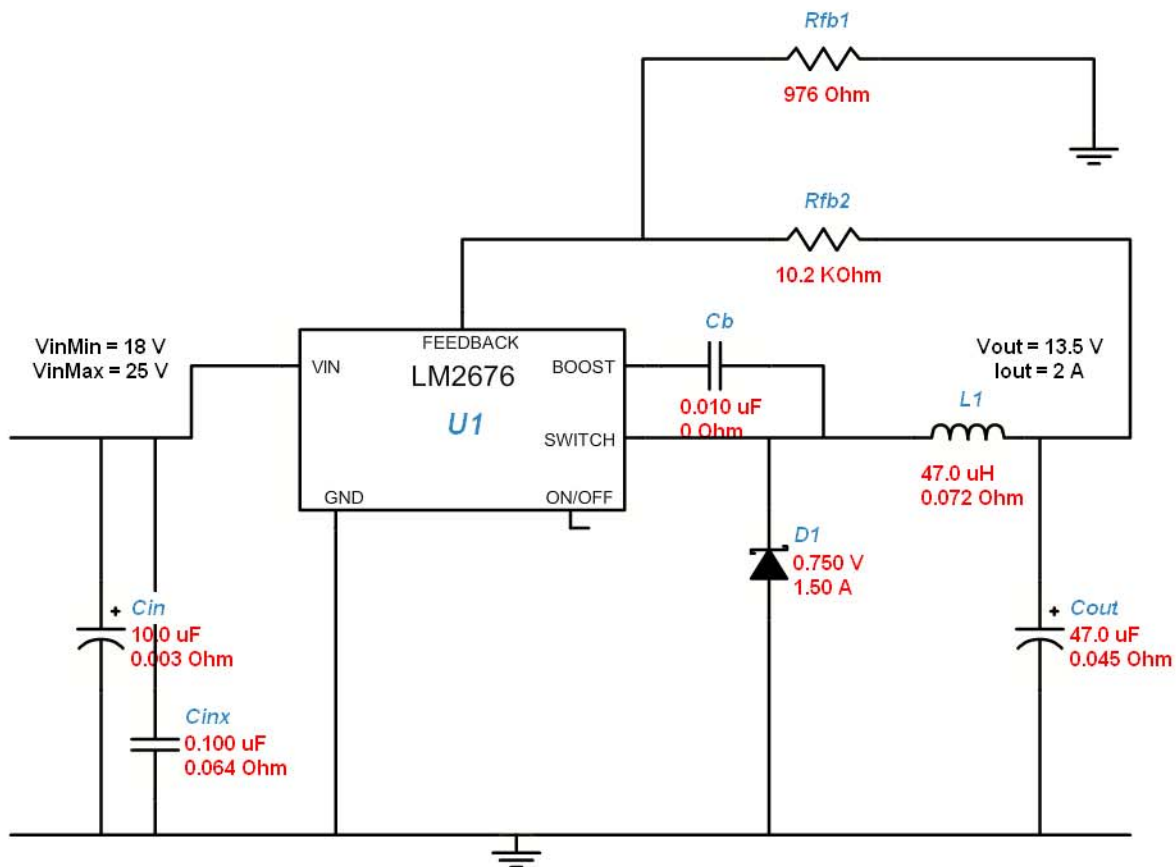 Rfb1
976 Ohm
Rfb2
10.2 KOhm
VinMin = 18 V
VinMax = 25 V
FEEDBACK
VIN
LM2676
BOOST
U1
SWITCH
GND
ON/OFF
Cb
0.010 uF
0 Ohm
Vout = 13.5 V
Iout = 2 A
L1
47.0 uH
0.072 Ohm
D1
0.750 V
1.50 A
+
Cin
10.0 uF
0.003 Ohm
+
Cout
47.0 uF
0.045 Ohm
Cinx
0.100 uF
0.064 Ohm